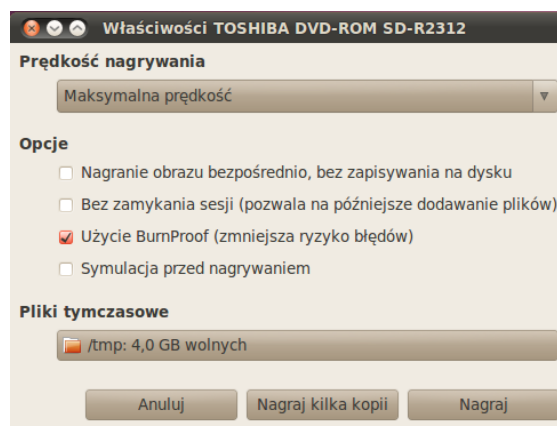 Właściwości TOSHIBA DVD-ROM SD-R2312
Prędkość nagrywania
Maksymalna prędkość
Opcje
Nagranie obrazu bezpośrednio, bez zapisywania na dysku
Bez zamykania sesji (pozwala na późniejsze dodawanie plików)
Użycie BurnProof (zmniejsza ryzyko błędów)
Symulacja przed nagrywaniem
Pliki tymczasowe
/tmp: 4,0 GB wolnych
Anuluj Nagraj kilka kopii Nagraj